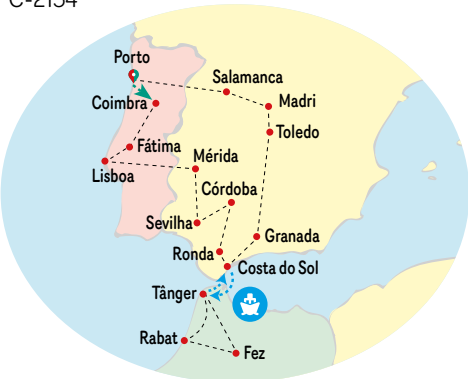 C-2154
Porto
Salamanca
Coimbra
Madri
Toledo
Fátima
Mérida
Lisboa
Córdoba
Sevilha
Granada
Ronda
Costa do Sol
Tânger
Rabat
Fez